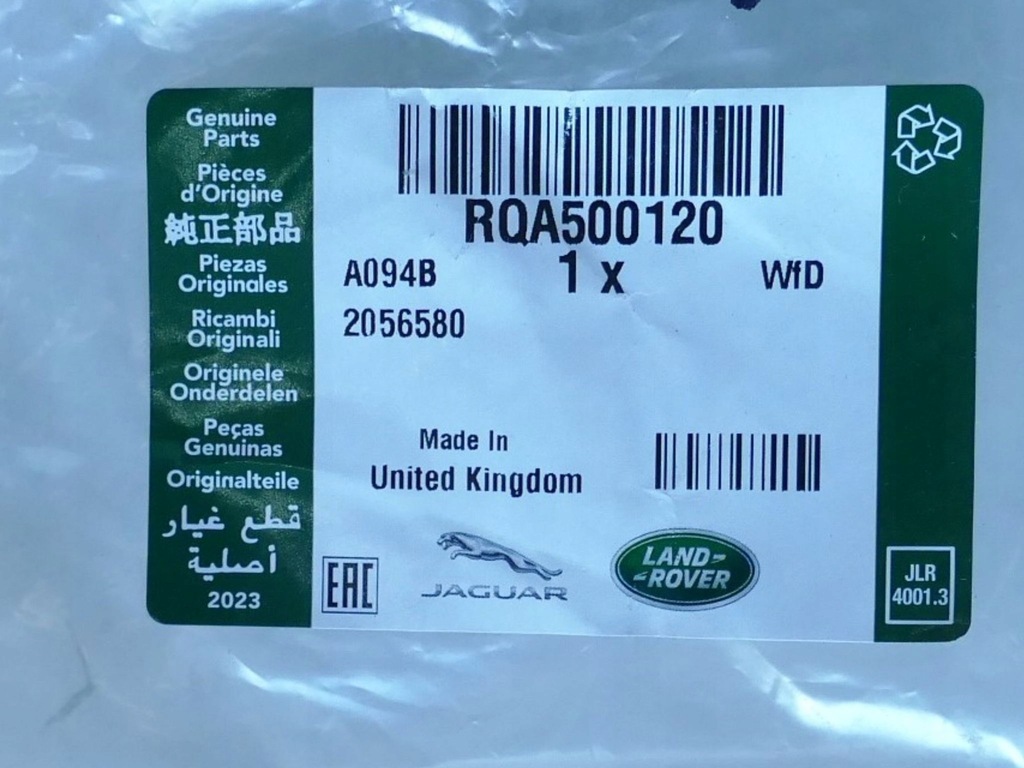 Genuine
Parts
Pièces
d'Origine
純正部品
Piezas
Originales
Ricambi
Originali
Originele
Onderdelen
Peças
Genuinas
Originalteile
قطع غيار
أصلية
2023
RQA500120
A094B 1 x WfD
2056580
Made In
United Kingdom
EAC
JAGUAR
LAND-
-ROVER
JLR
4001.3